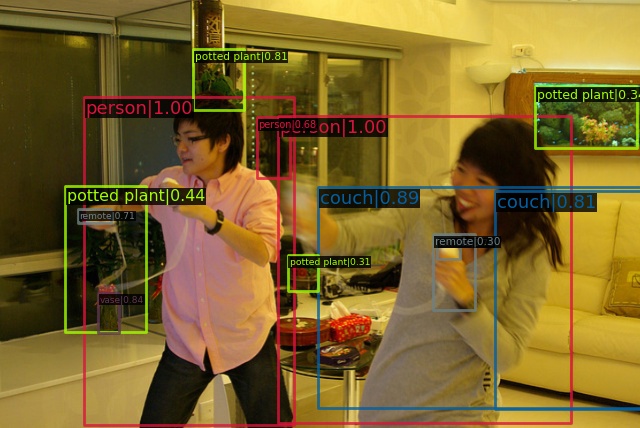 potted plant|0.81
potted plant|0.34
person|1.00
person|0.68
person|1.00
potted plant|0.44
couch|0.89
couch|0.81
remote|0.71
remote|0.30
potted plant|0.31
vase|0.84